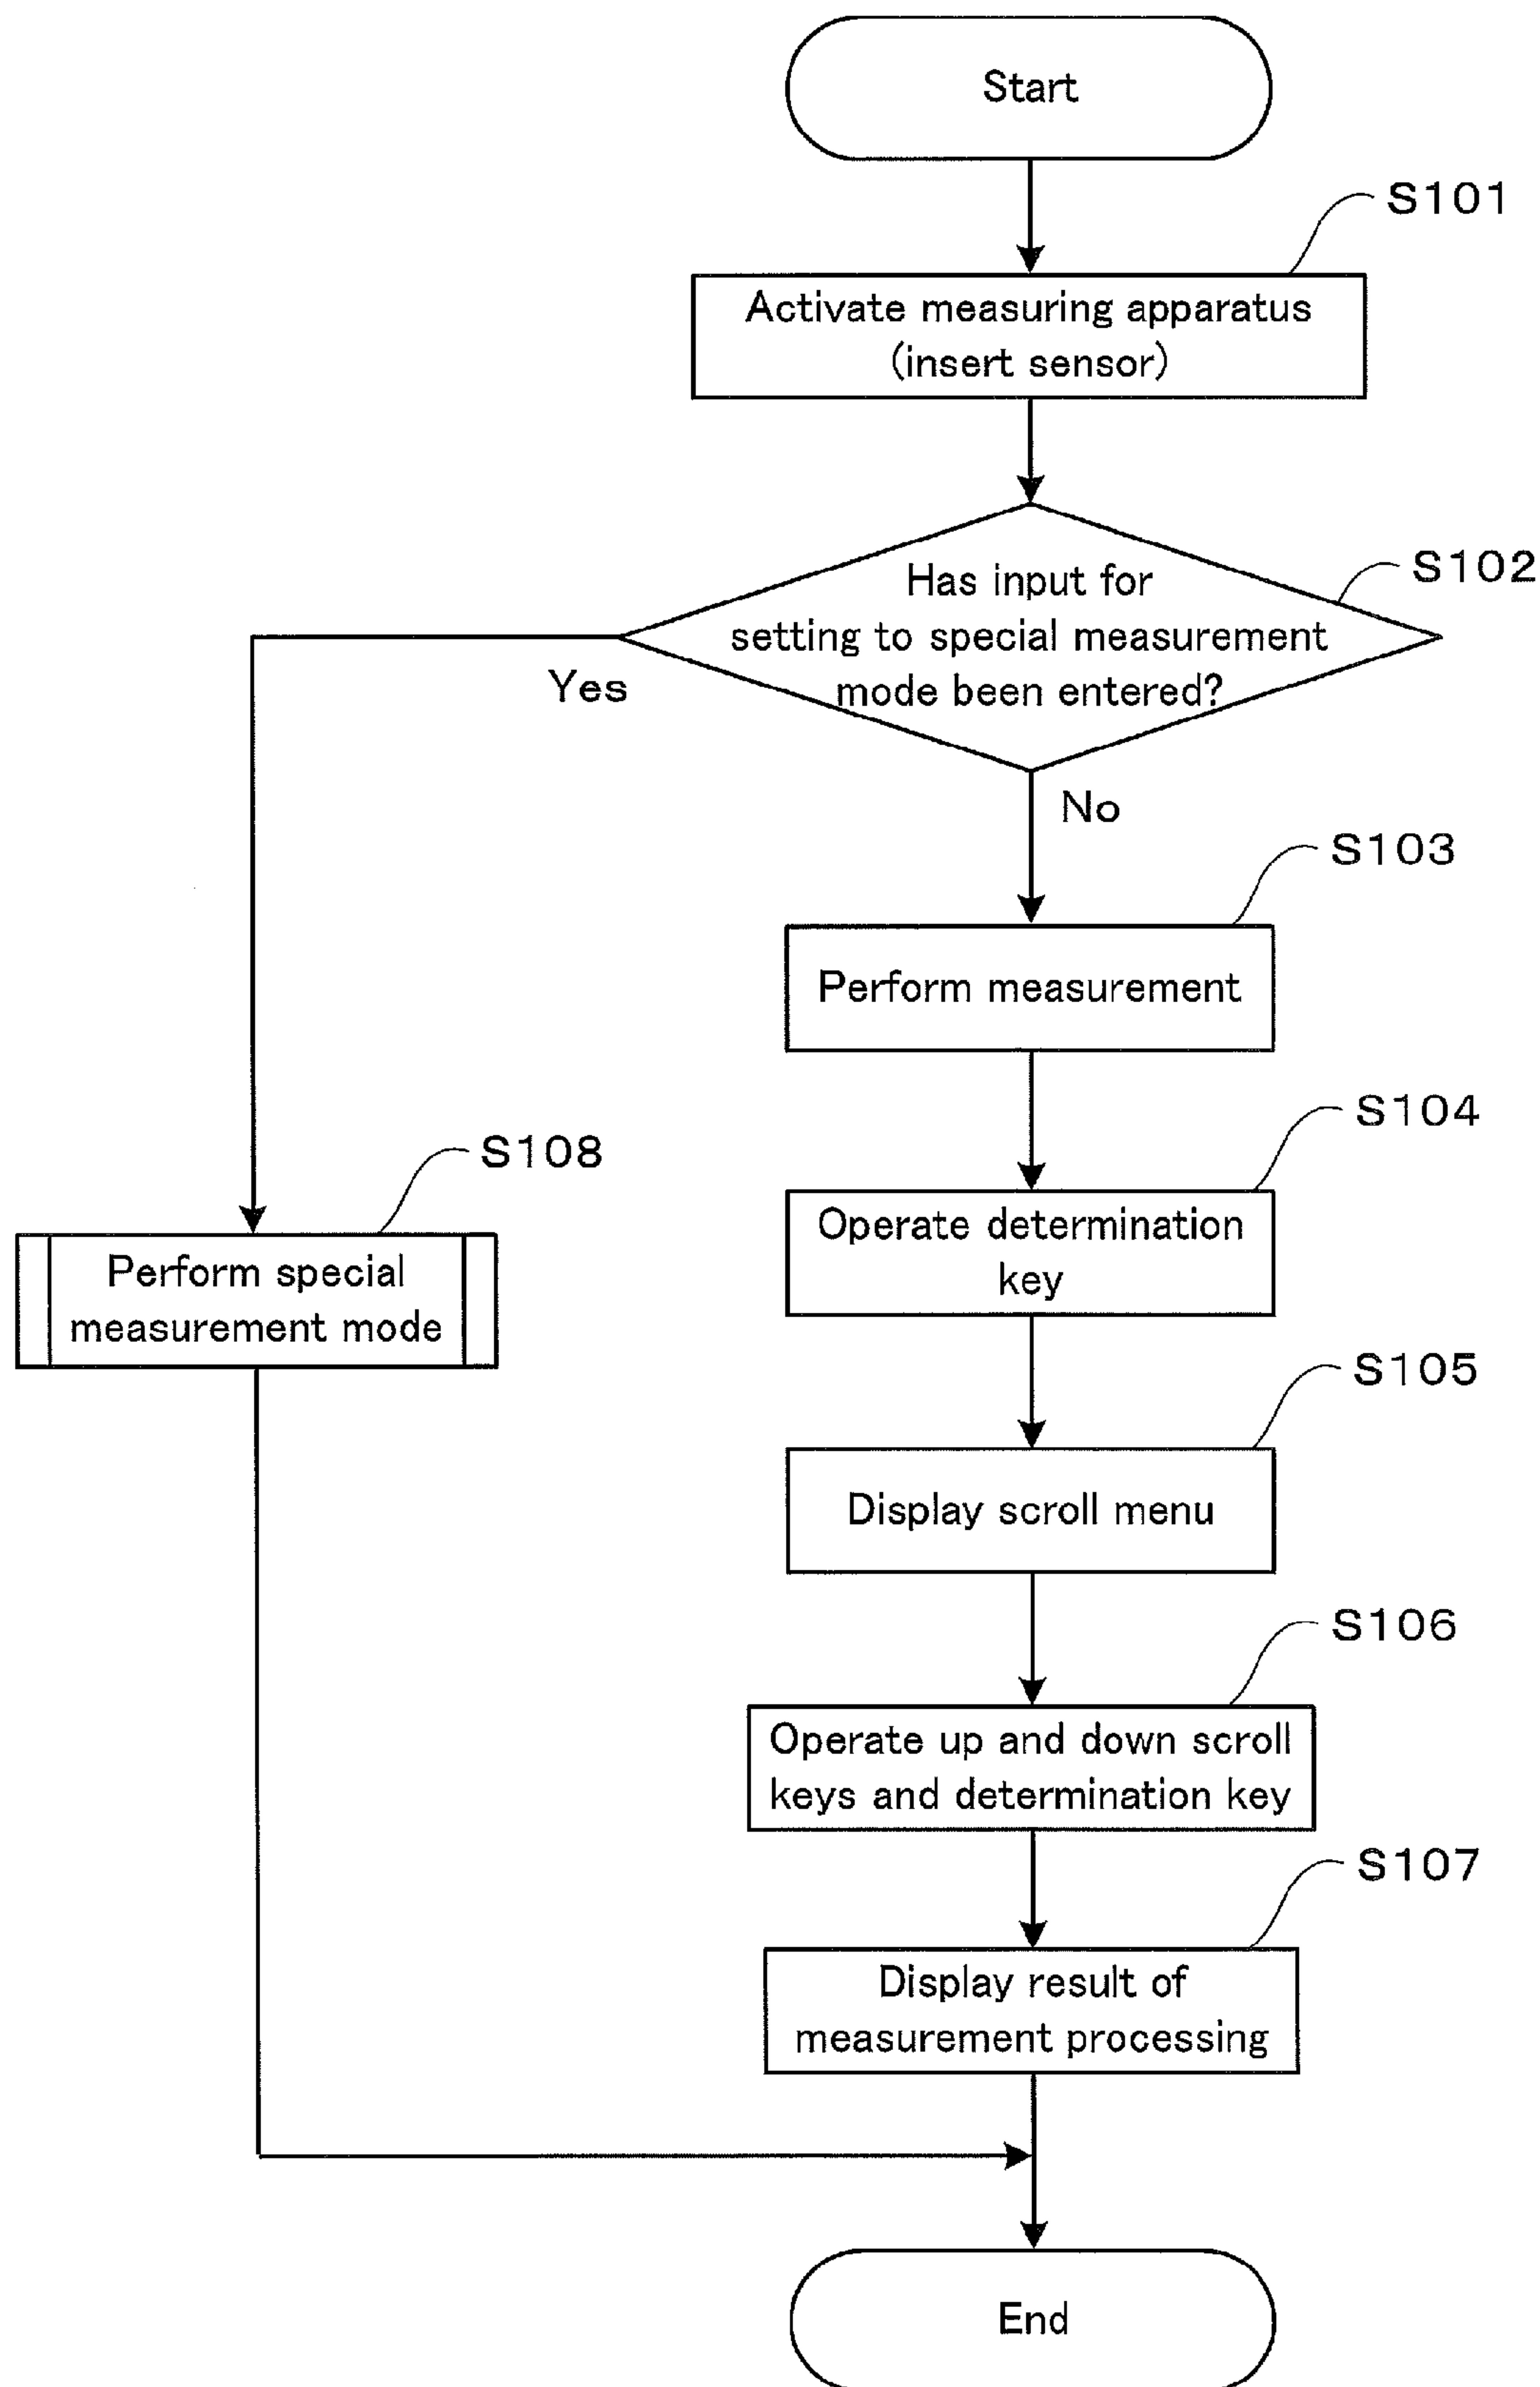 Start
S101
Activate measuring apparatus
(insert sensor)
S102
Has input for
setting to special measurement
mode been entered?
Yes
No
S103
Perform measurement
S104
Operate determination
key
S108
Perform special
measurement mode
S105
Display scroll menu
S106
Operate up and down scroll
keys and determination key
S107
Display result of
measurement processing
End